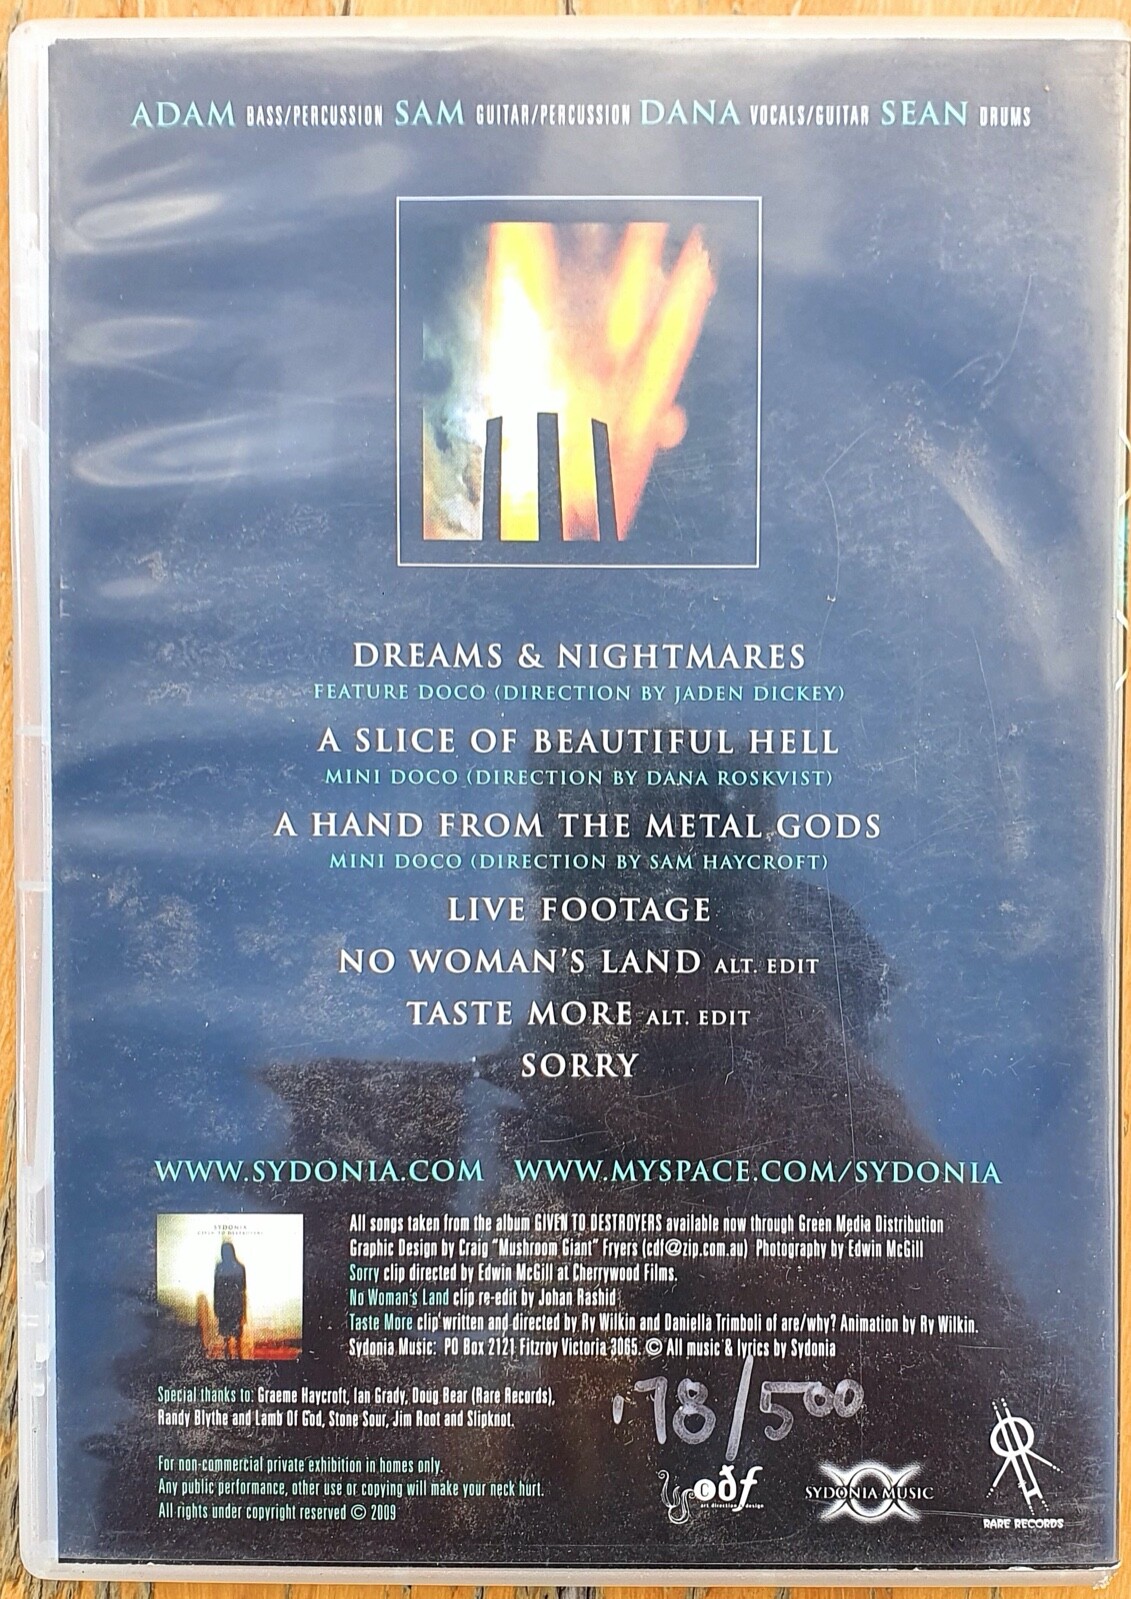 ADAM BASS/PERCUSSION SAM GUITAR/PERCUSSION DANA VOCALS/GUITAR SEAN DRUMS
DREAMS & NIGHTMARES
FEATURE DOCO (DIRECTION BY JADEN DICKEY)
A SLICE OF BEAUTIFUL HELL
MINI DOCO (DIRECTION BY DANA ROSKVIST)
A HAND FROM THE METAL GODS
MINI DOCO (DIRECTION BY SAM HAYCROFT)
LIVE FOOTAGE
NO WOMAN'S LAND ALT. EDIT
TASTE MORE ALT. EDIT
SORRY
WWW.SYDONIA.COM WWW.MYSPACE.COM/SYDONIA
SYDONIA
GIVEN TO DESTROYERS
All songs taken from the album GIVEN TO DESTROYERS available now through Green Media Distribution
Graphic Design by Craig "Mushroom Giant" Fryers (cdf@zip.com.au) Photography by Edwin McGill
Sorry clip directed by Edwin McGill at Cherrywood Films.
No Woman's Land clip re-edit by Johan Rashid
Taste More clip written and directed by Ry Wilkin and Daniella Trimboli of are/why? Animation by Ry Wilkin.
Sydonia Music: PO Box 2121 Fitzroy Victoria 3065. © All music & lyrics by Sydonia
Special thanks to: Graeme Haycroft, Ian Grady, Doug Bear (Rare Records),
Randy Blythe and Lamb Of God, Stone Sour, Jim Root and Slipknot.
78/500
For non-commercial private exhibition in homes only.
Any public performance, other use or copying will make your neck hurt.
All rights under copyright reserved © 2009
cdf
art direction design
SYDONIA MUSIC
RARE RECORDS